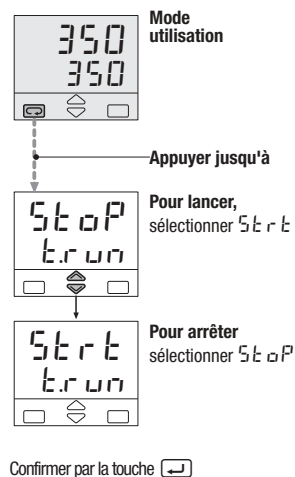 350
350
Mode
utilisation
Appuyer jusqu'à
StoP
t.run
Pour lancer,
sélectionner Strt
Strt
t.run
Pour arrêter
sélectionner StoP
Confirmer par la touche